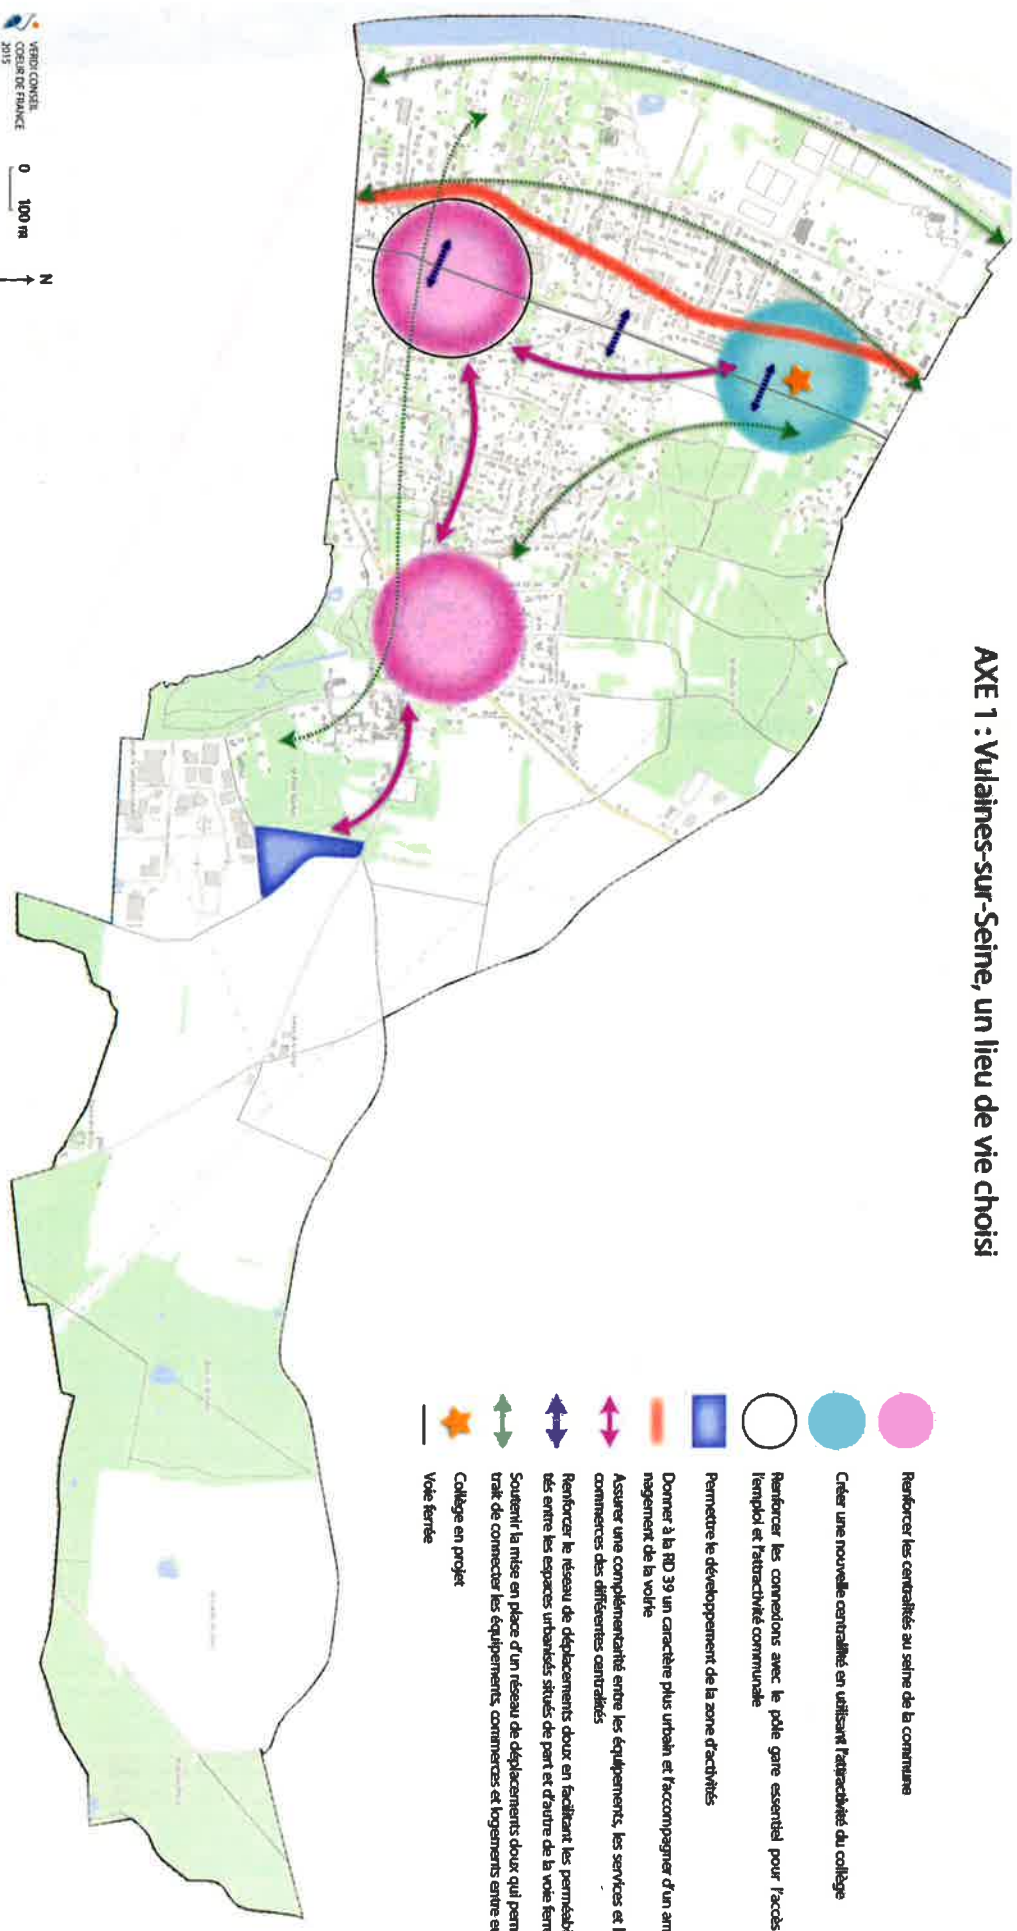 AXE 1 : Vulaines-sur-Seine, un lieu de vie choisi
Renforcer les centralités au seine de la commune
Créer une nouvelle centralité en utilisant l'attractivité du collège
Renforcer les connexions avec le pôle gare essentiel pour l'accès
l'emploi et l'attractivité communale
Permettre le développement de la zone d'activités
Donner à la RD 39 un caractère plus urbain et l'accompagner d'un am
nagement de la voirie
Assurer une complémentarité entre les équipements, les services et l
commerces des différentes centralités
Renforcer le réseau de déplacements doux en facilitant les perméabi
tés entre les espaces urbanisés situés de part et d'autre de la voie ferr
Soutenir la mise en place d'un réseau de déplacements doux qui perm
trait de connecter les équipements, commerces et logements entre e
Collège en projet
Voie ferrée
VERDI CONSEIL
COEUR DE FRANCE
2015
0 100 m
N